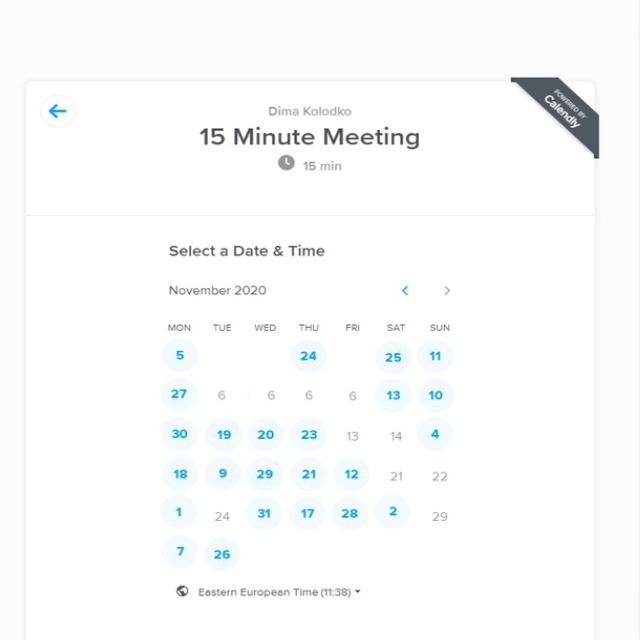 POWERED BY
Calendly
Dima Kolodko
15 Minute Meeting
15 min
Select a Date & Time
November 2020
MON TUE WED THU FRI SAT SUN
5 24 25 11
27 6 6 6 6 13 10
30 19 20 23 13 14 4
18 9 29 21 12 21 22
1 24 31 17 28 2 29
7 26
Eastern European Time (11:38)